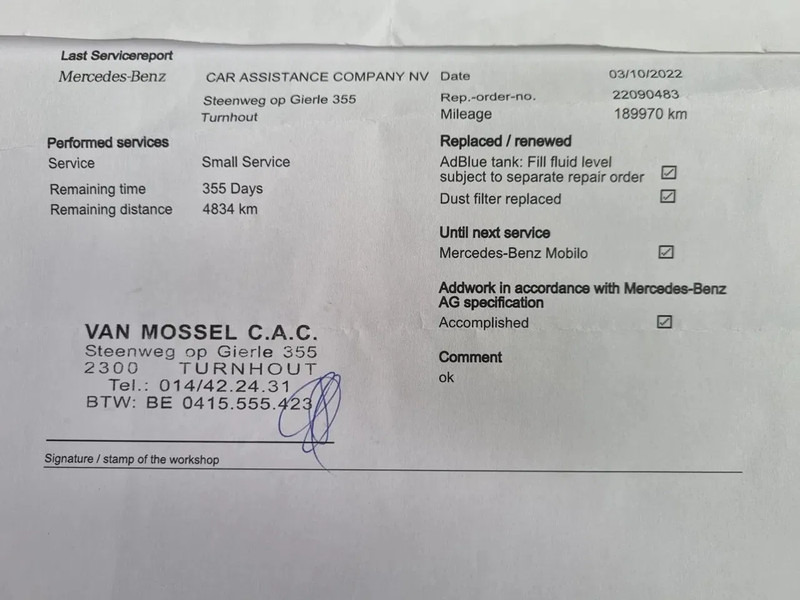 Last Servicereport
Mercedes-Benz
CAR ASSISTANCE COMPANY NV
Steenweg op Gierle 355
Turnhout
Date 03/10/2022
Rep.-order-no. 22090483
Mileage 189970 km
Performed services
Service Small Service
Remaining time 355 Days
Remaining distance 4834 km
Replaced / renewed
AdBlue tank: Fill fluid level
subject to separate repair order
Dust filter replaced
Until next service
Mercedes-Benz Mobilo
Addwork in accordance with Mercedes-Benz
AG specification
Accomplished
Comment
ok
VAN MOSSEL C.A.C.
Steenweg op Gierle 355
2300 TURNHOUT
Tel.: 014/42.24.31
BTW: BE 0415.555.423
Signature / stamp of the workshop